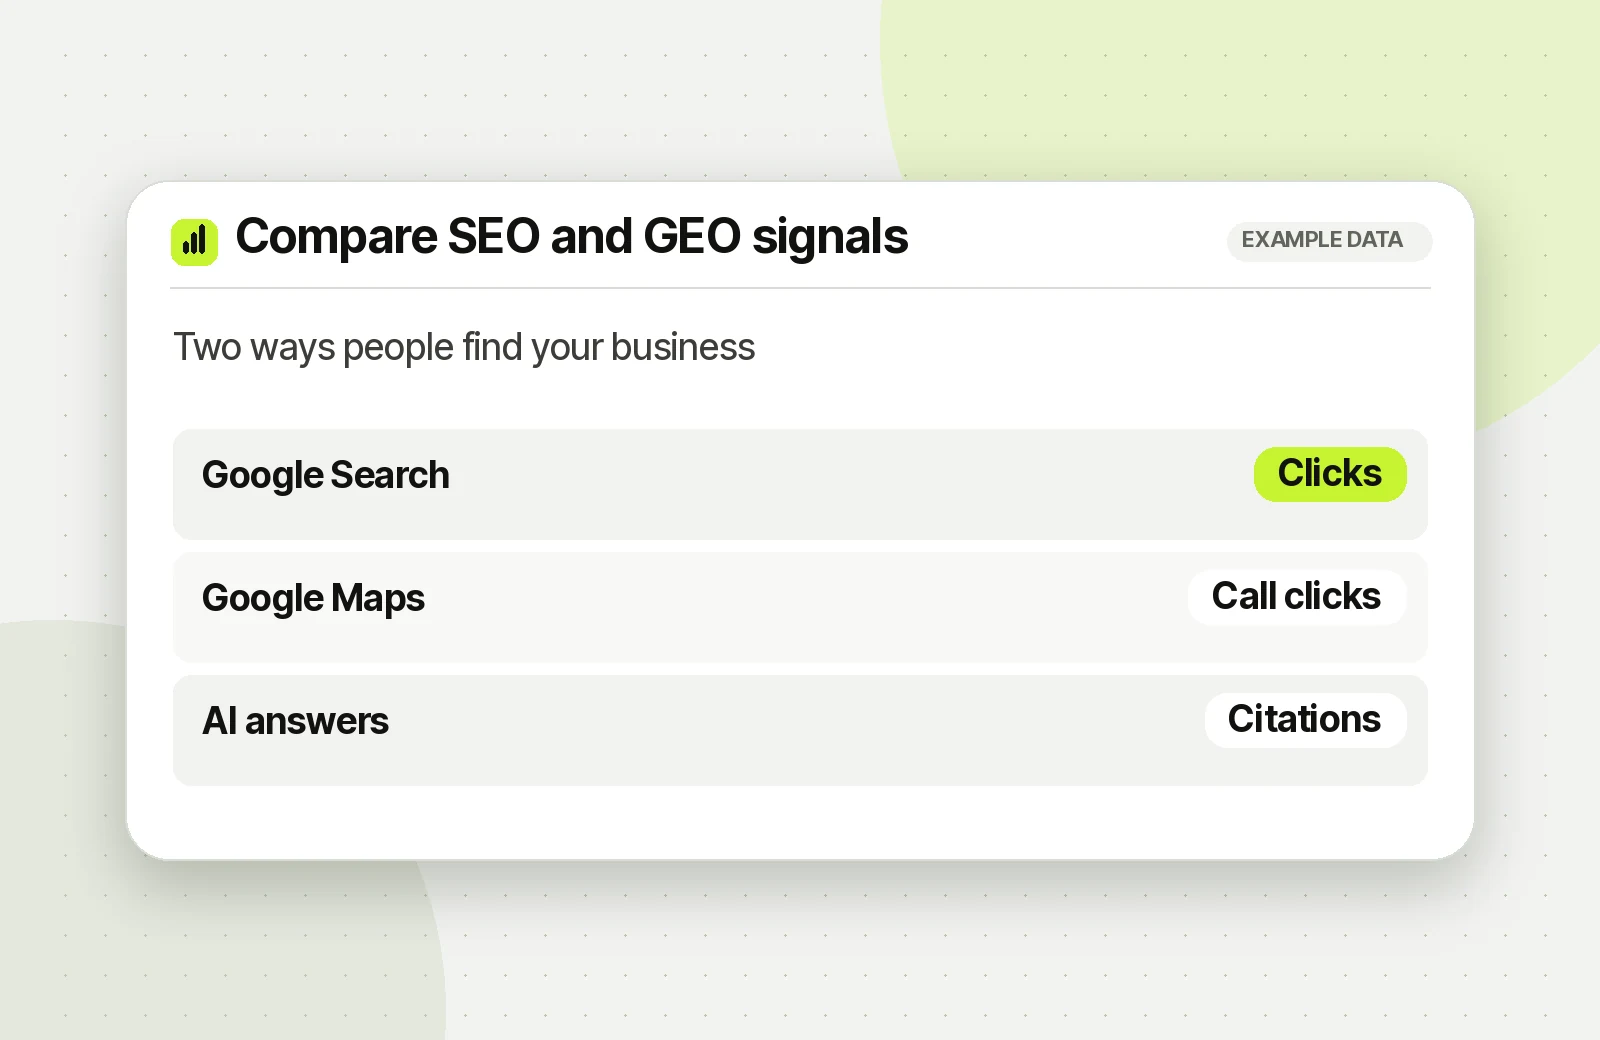 Compare SEO and GEO signals
EXAMPLE DATA
Two ways people find your business
Google Search
Clicks
Google Maps
Call clicks
AI answers
Citations